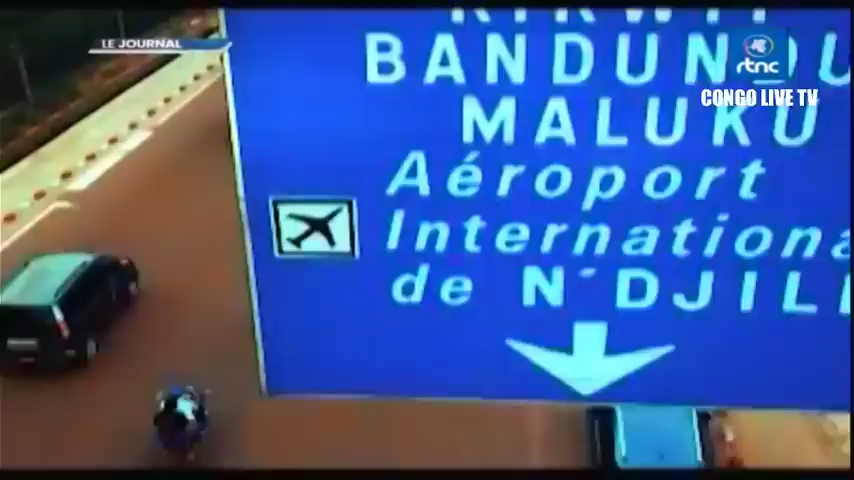 LE JOURNAL
rtnc
CONGO LIVE TV
BANDUNDU
MALUKU
Aéroport
Internationa
de N'DJIL